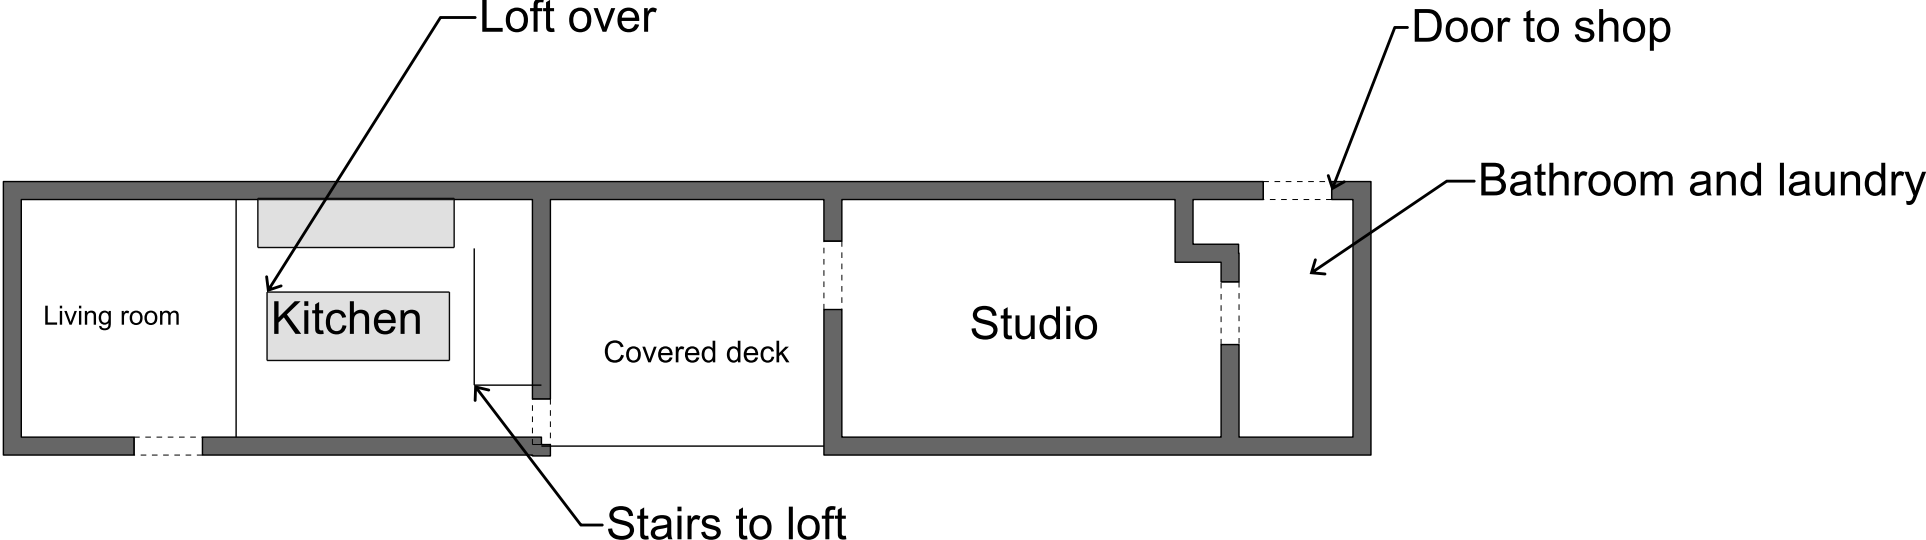 Loft over
Door to shop
Bathroom and laundry
Living room
Kitchen
Covered deck
Studio
Stairs to loft